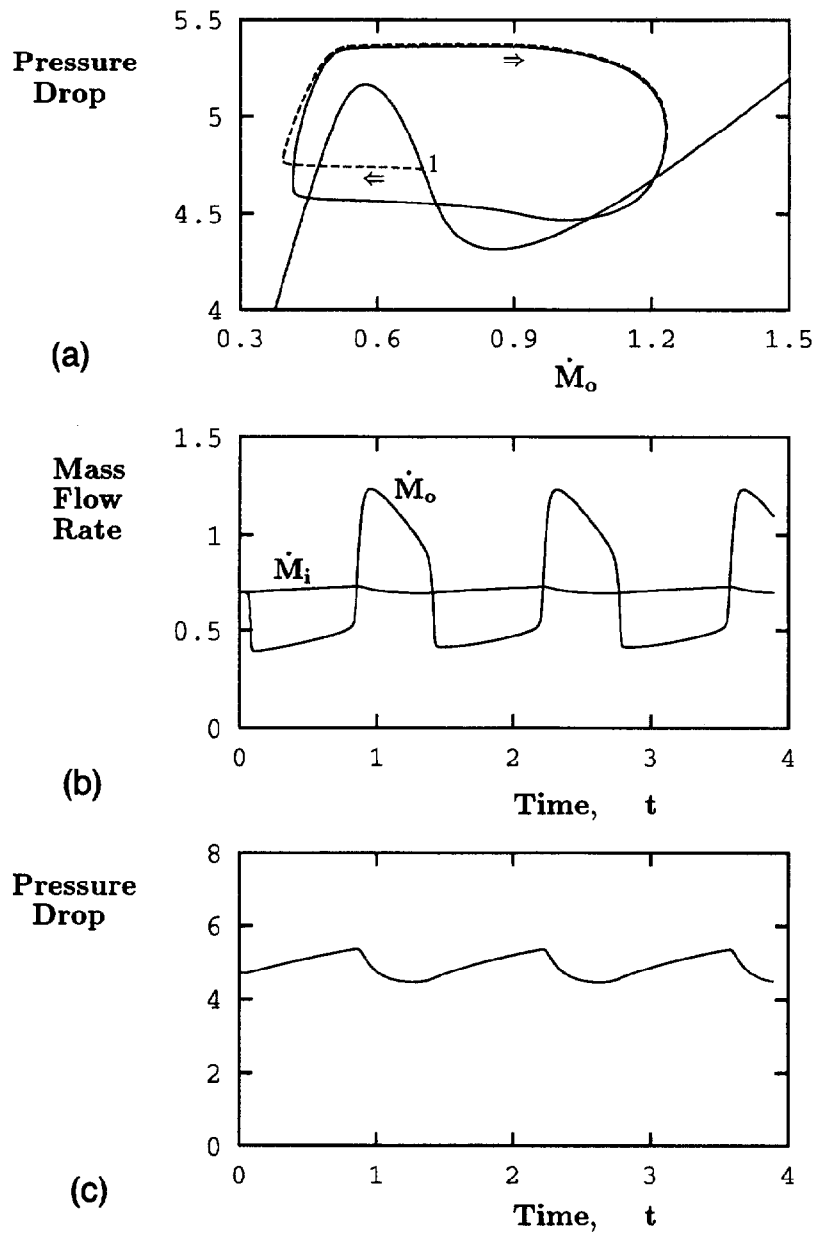 Pressure
Drop
5.5
5
4.5
4
⇒
1
⇐
0.3 0.6 0.9 1.2 1.5
Ṁₒ
(a)
Mass
Flow
Rate
1.5
1
0.5
0
Ṁₒ
Ṁᵢ
0 1 2 3 4
Time, t
(b)
Pressure
Drop
8
6
4
2
0
0 1 2 3 4
Time, t
(c)